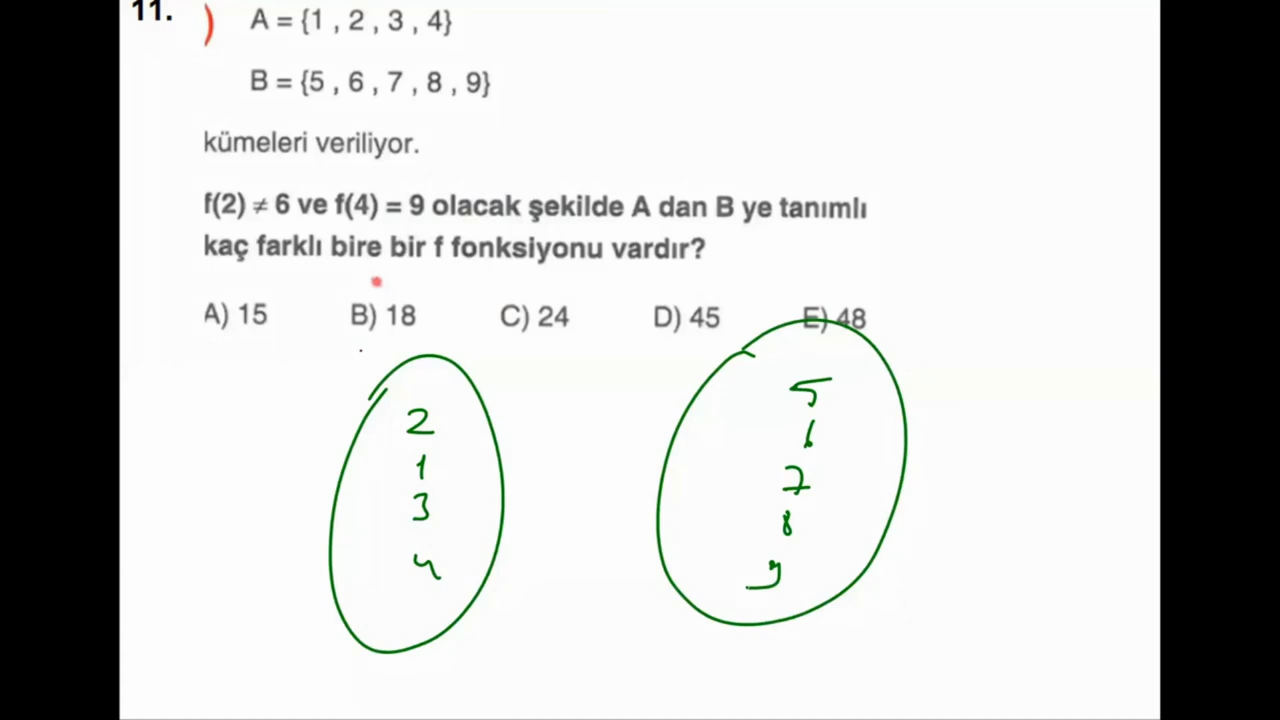 11. ) A = {1 , 2 , 3 , 4}
B = {5 , 6 , 7 , 8 , 9}
kümeleri veriliyor.
f(2) ≠ 6 ve f(4) = 9 olacak şekilde A dan B ye tanımlı
kaç farklı bire bir f fonksiyonu vardır?
A) 15 B) 18 C) 24 D) 45 E) 48
2
1
3
4
5
6
7
8
9